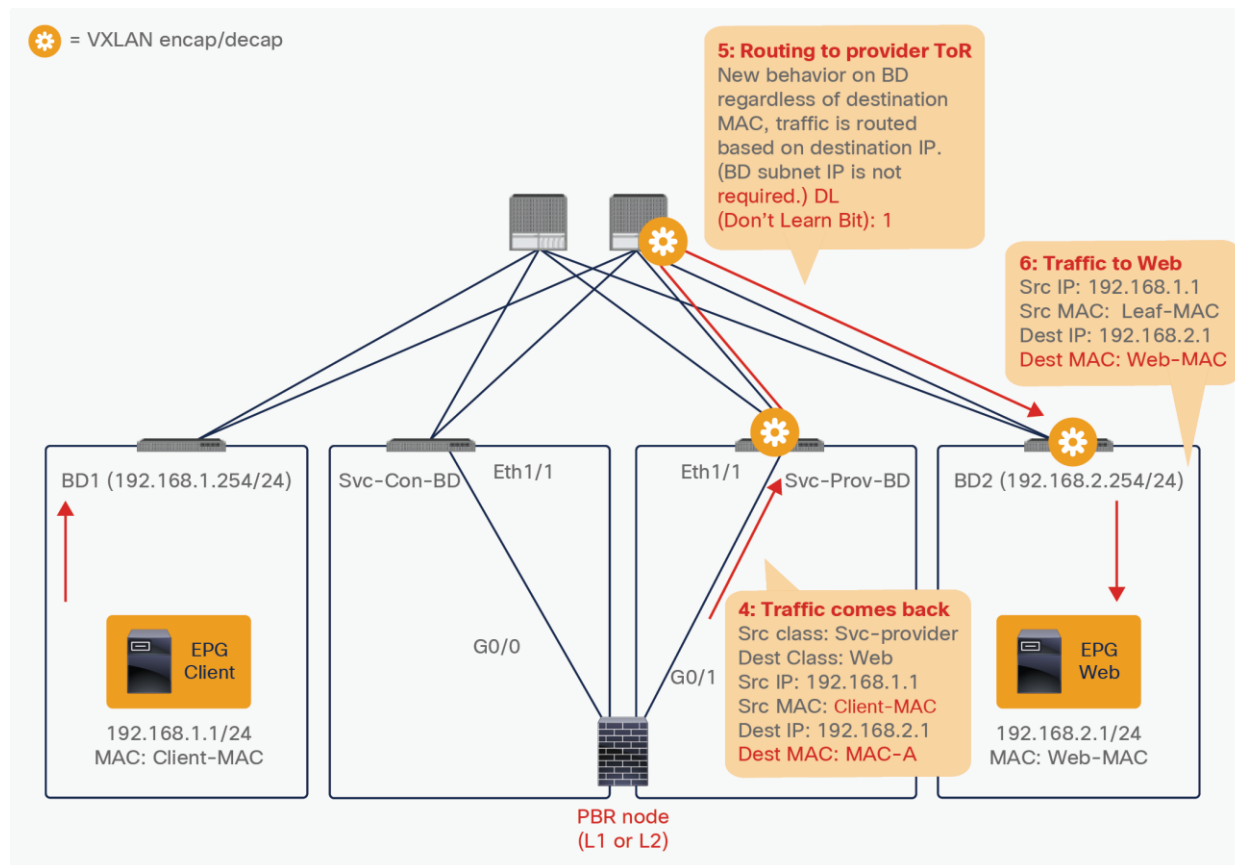 = VXLAN encap/decap
5: Routing to provider ToR
New behavior on BD
regardless of destination
MAC, traffic is routed
based on destination IP.
(BD subnet IP is not
required.) DL
(Don't Learn Bit): 1
6: Traffic to Web
Src IP: 192.168.1.1
Src MAC: Leaf-MAC
Dest IP: 192.168.2.1
Dest MAC: Web-MAC
BD1 (192.168.1.254/24)
Svc-Con-BD
Eth1/1
Eth1/1
Svc-Prov-BD
BD2 (192.168.2.254/24)
4: Traffic comes back
Src class: Svc-provider
Dest Class: Web
Src IP: 192.168.1.1
Src MAC: Client-MAC
Dest IP: 192.168.2.1
Dest MAC: MAC-A
EPG
Client
192.168.1.1/24
MAC: Client-MAC
G0/0
G0/1
EPG
Web
192.168.2.1/24
MAC: Web-MAC
PBR node
(L1 or L2)